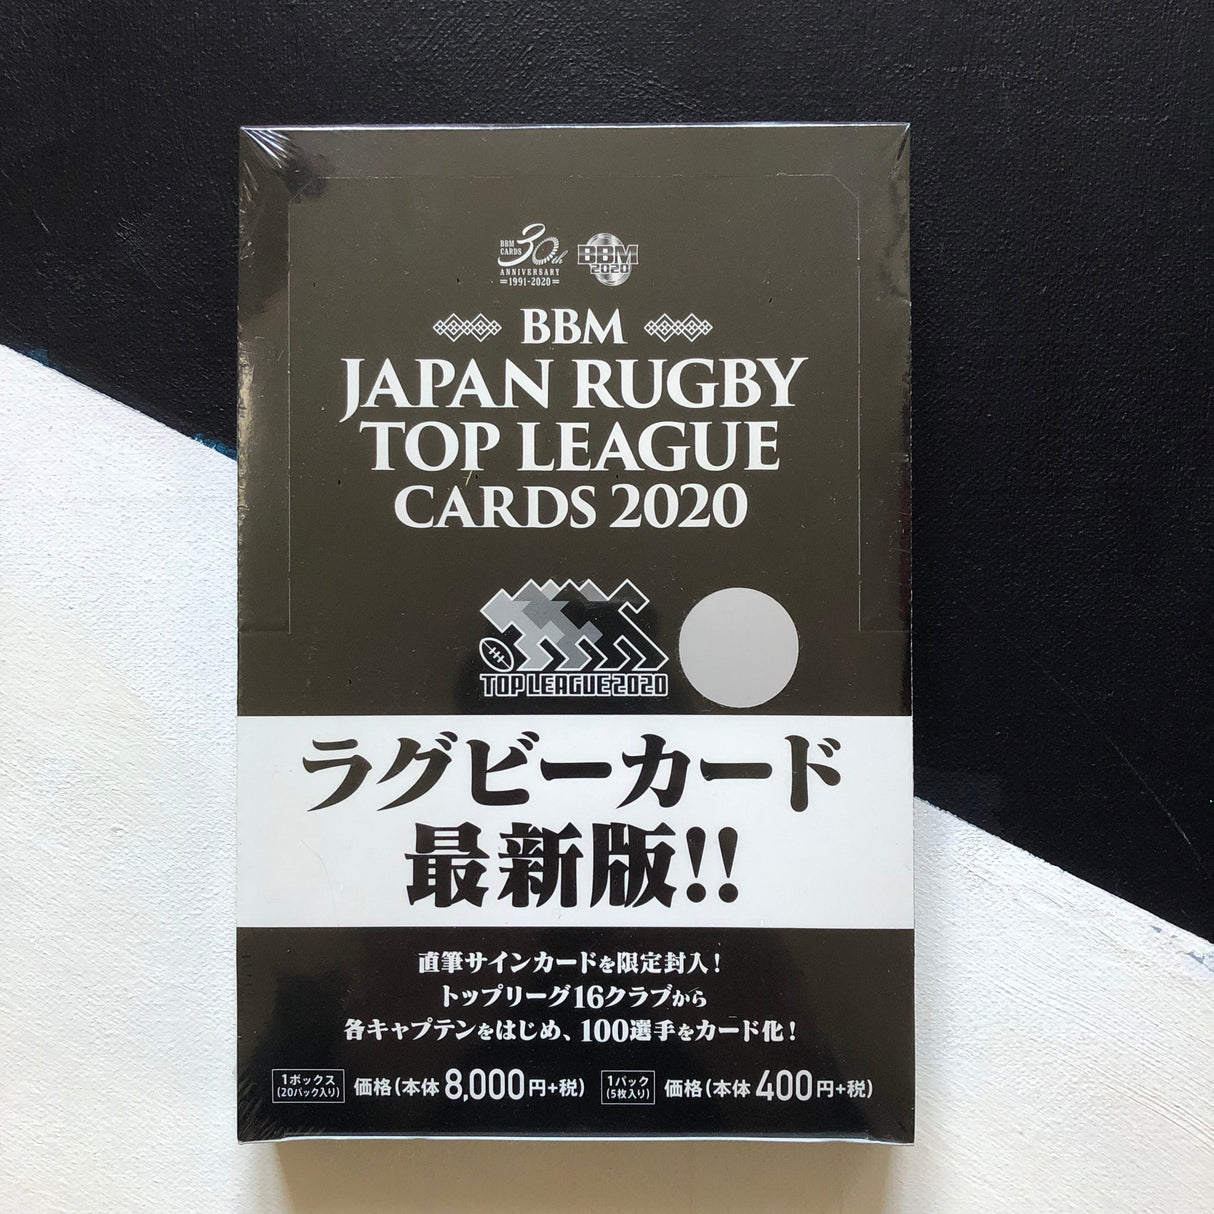 BBM
CARDS 30th
ANNIVERSARY
=1991-2020=
BBM
2020
BBM
JAPAN RUGBY
TOP LEAGUE
CARDS 2020
TOP LEAGUE 2020
ラグビーカード
最新版!!
直筆サインカードを限定封入!
トップリーグ16クラブから
各キャプテンをはじめ、100選手をカード化!
1ボックス
(20パック入り) 価格(本体8,000円+税)
1パック
(5枚入り) 価格(本体400円+税)